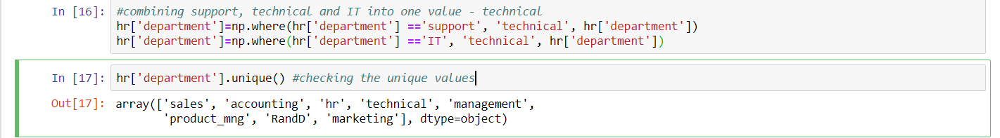 In [16]: #combining support, technical and IT into one value - technical
hr['department']=np.where(hr['department'] =='support', 'technical', hr['department'])
hr['department']=np.where(hr['department'] =='IT', 'technical', hr['department'])
In [17]: hr['department'].unique() #checking the unique values
Out[17]: array(['sales', 'accounting', 'hr', 'technical', 'management',
'product_mng', 'RandD', 'marketing'], dtype=object)